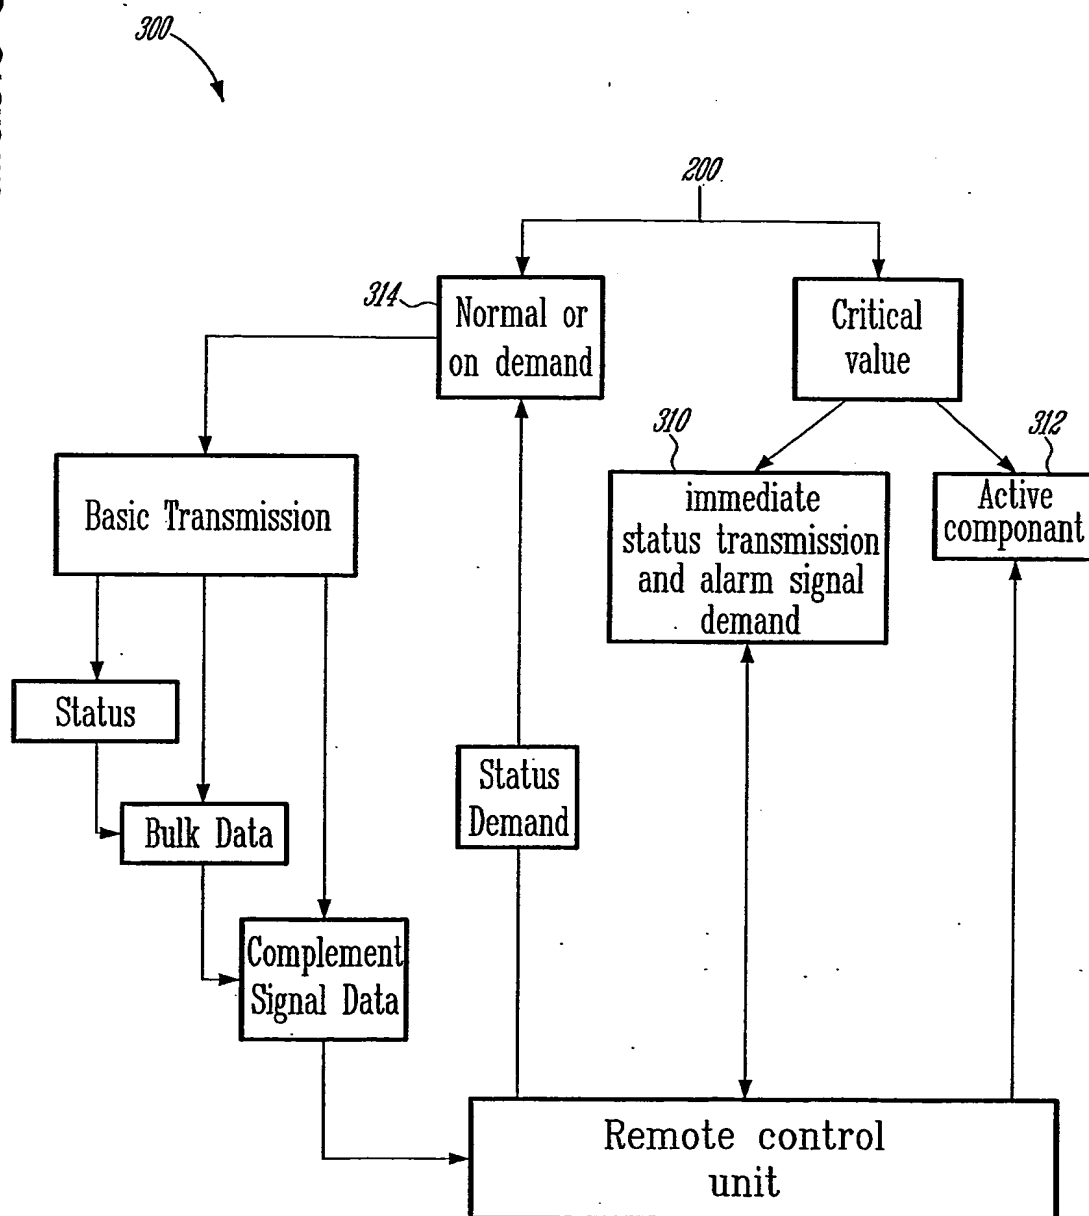 300
200
314
Normal or
on demand
Critical
value
310
312
Basic Transmission
immediate
status transmission
and alarm signal
demand
Active
componant
Status
Status
Demand
Bulk Data
Complement
Signal Data
Remote control
unit